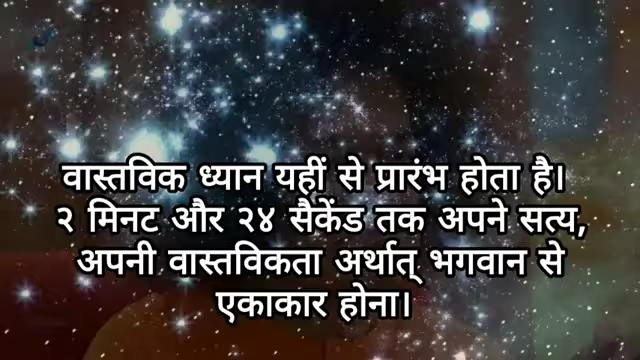 वास्तविक ध्यान यहीं से प्रारंभ होता है।
२ मिनट और २४ सैकेंड तक अपने सत्य,
अपनी वास्तविकता अर्थात् भगवान से
एकाकार होना।